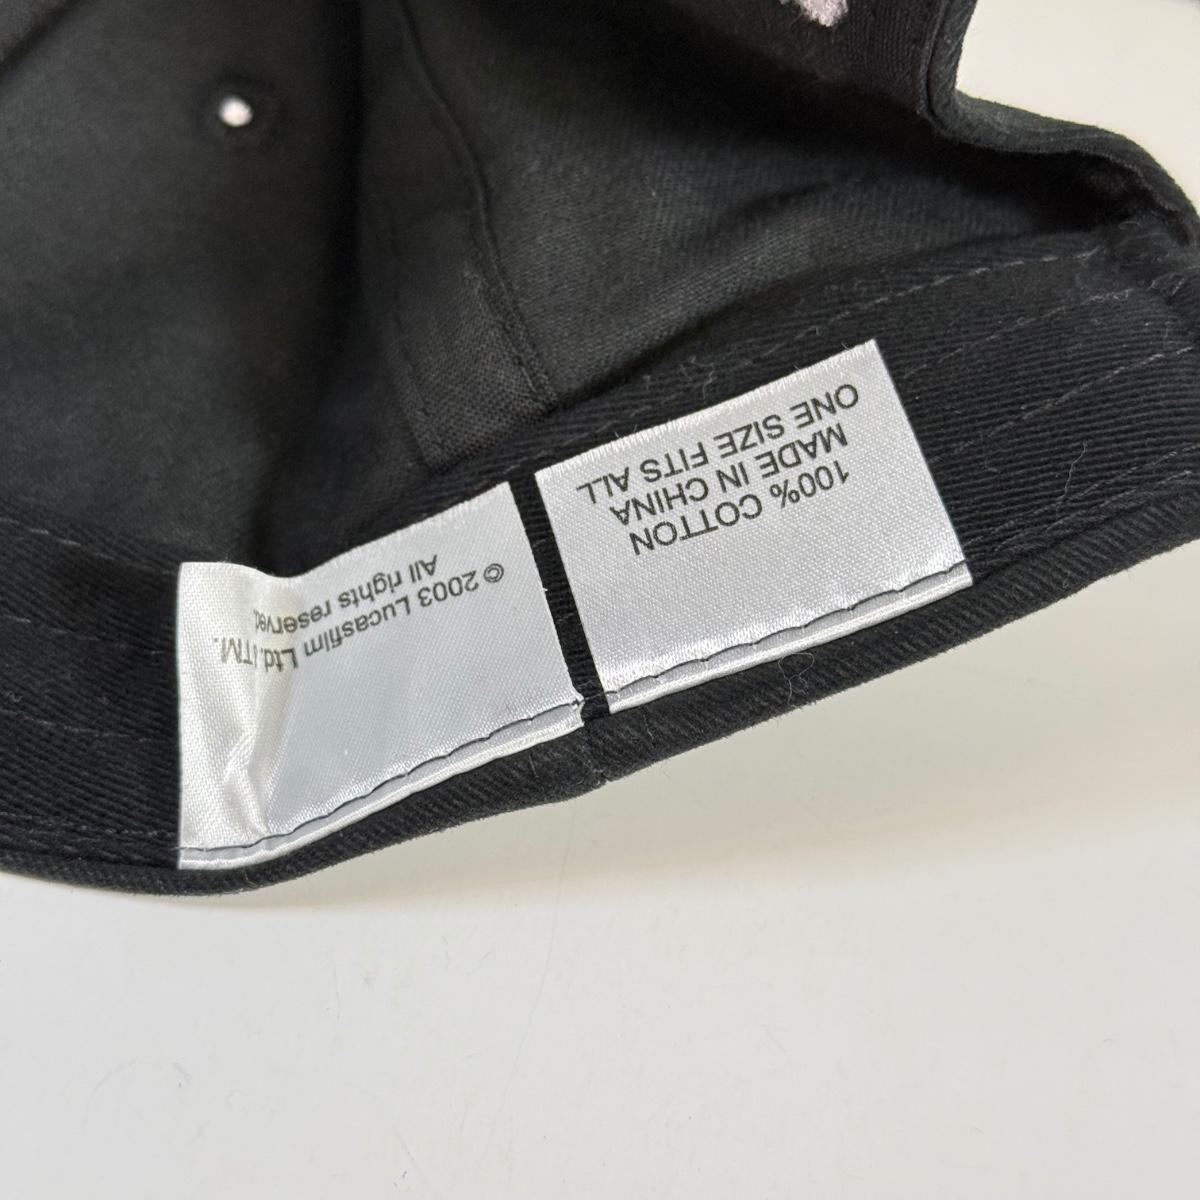 100% COTTON
MADE IN CHINA
ONE SIZE FITS ALL
© 2003 Lucasfilm Ltd. TM.
All rights reserved.